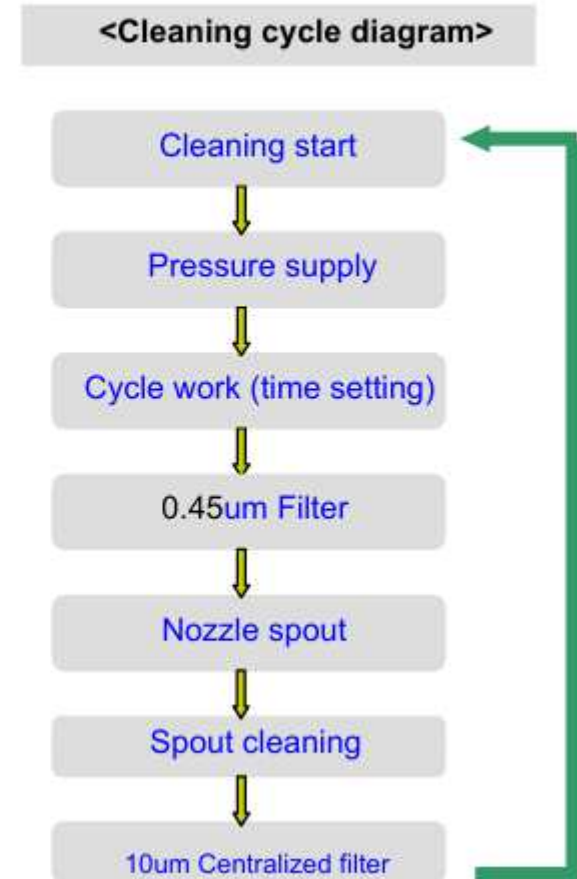 <Cleaning cycle diagram>
Cleaning start
Pressure supply
Cycle work (time setting)
0.45um Filter
Nozzle spout
Spout cleaning
10um Centralized filter